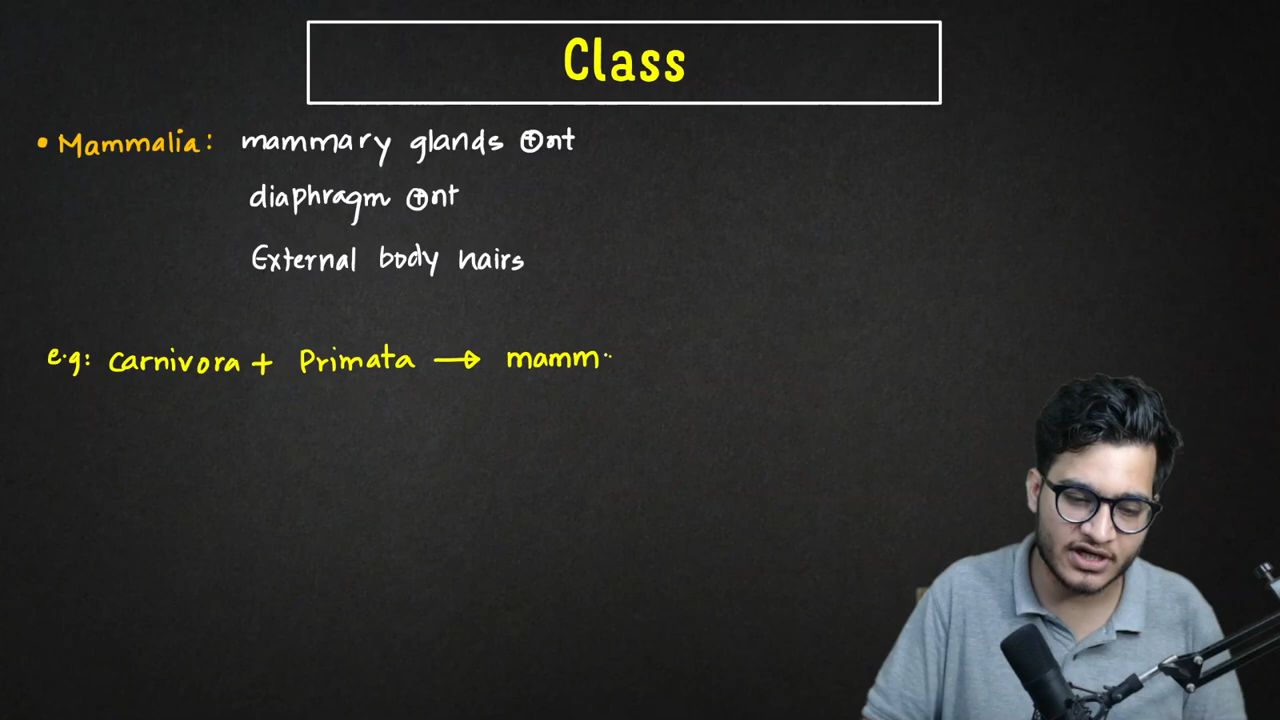 Class
• Mammalia: mammary glands ⊕nt
diaphragm ⊕nt
External body hairs
e.g: Carnivora + Primata → mamm